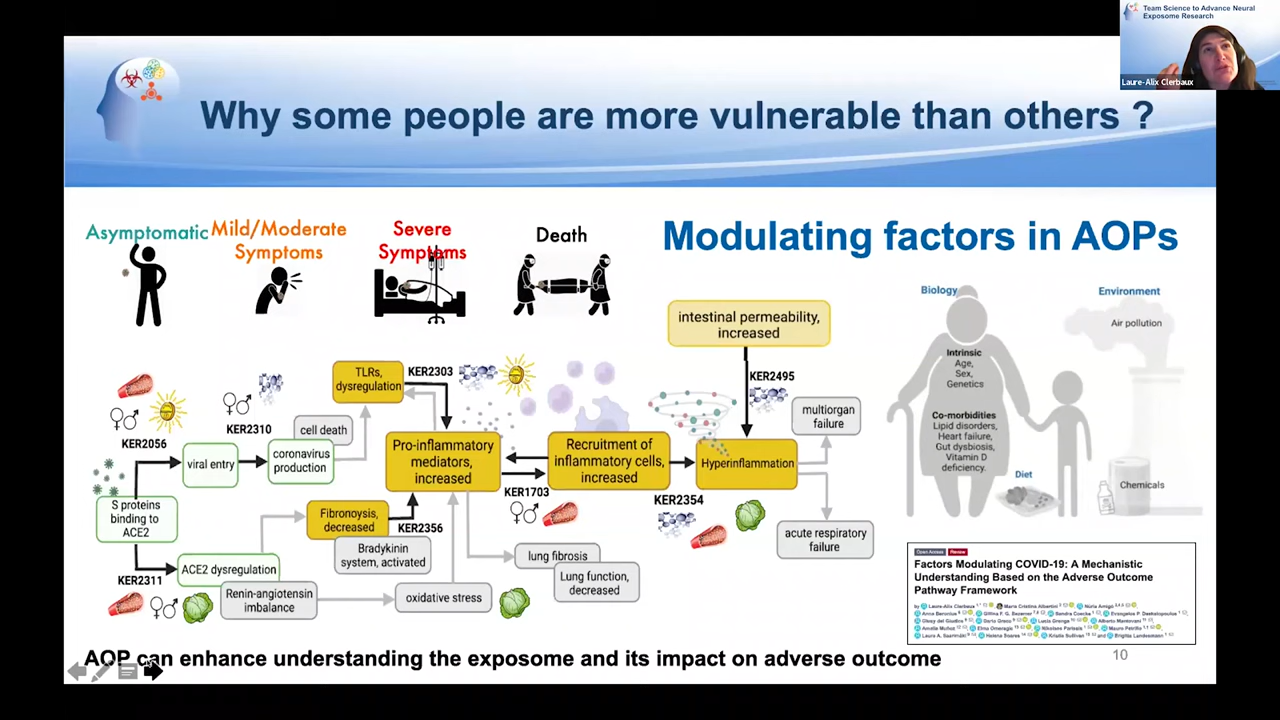 Team Science to Advance Neural
Exposome Research
Laure-Alix Clerbaux
Why some people are more vulnerable than others ?
Asymptomatic
Mild/Moderate
Symptoms
Severe
Symptoms
Death
Modulating factors in AOPs
intestinal permeability,
increased
KER2495
TLRs,
dysregulation
KER2303
KER2056
KER2310
cell death
viral entry
coronavirus
production
Pro-inflammatory
mediators,
increased
Recruitment of
inflammatory cells,
increased
Hyperinflammation
multiorgan
failure
KER1703
KER2354
S proteins
binding to
ACE2
Fibronoysis,
decreased
KER2356
Bradykinin
system, activated
acute respiratory
failure
KER2311
ACE2 dysregulation
Renin-angiotensin
imbalance
oxidative stress
lung fibrosis
Lung function,
decreased
Biology
Intrinsic
Age,
Sex,
Genetics
Co-morbidities
Lipid disorders,
Heart failure,
Gut dysbiosis,
Vitamin D
deficiency.
Diet
Environment
Air pollution
Chemicals
Open Access Review
Factors Modulating COVID-19: A Mechanistic
Understanding Based on the Adverse Outcome
Pathway Framework
by Laure-Alix Clerbaux
AOP can enhance understanding the exposome and its impact on adverse outcome
10